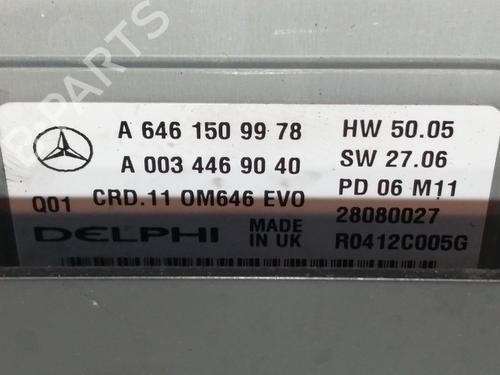 A 646 150 99 78
A 003 446 90 40
Q01 CRD.11 OM646 EVO
DELPHI
MADE IN UK
HW 50.05
SW 27.06
PD 06 M11
28080027
R0412C005G
B-PARTS